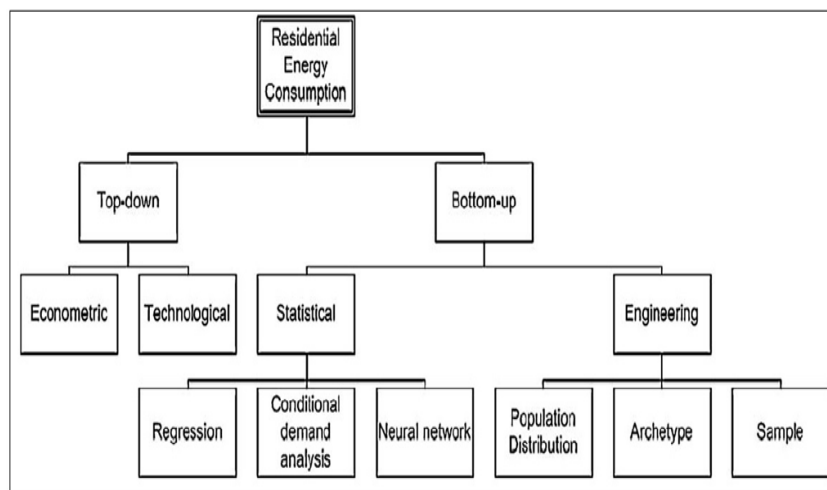 Residential
Energy
Consumption
Top-down
Bottom-up
Econometric
Technological
Statistical
Engineering
Regression
Conditional
demand
analysis
Neural network
Population
Distribution
Archetype
Sample